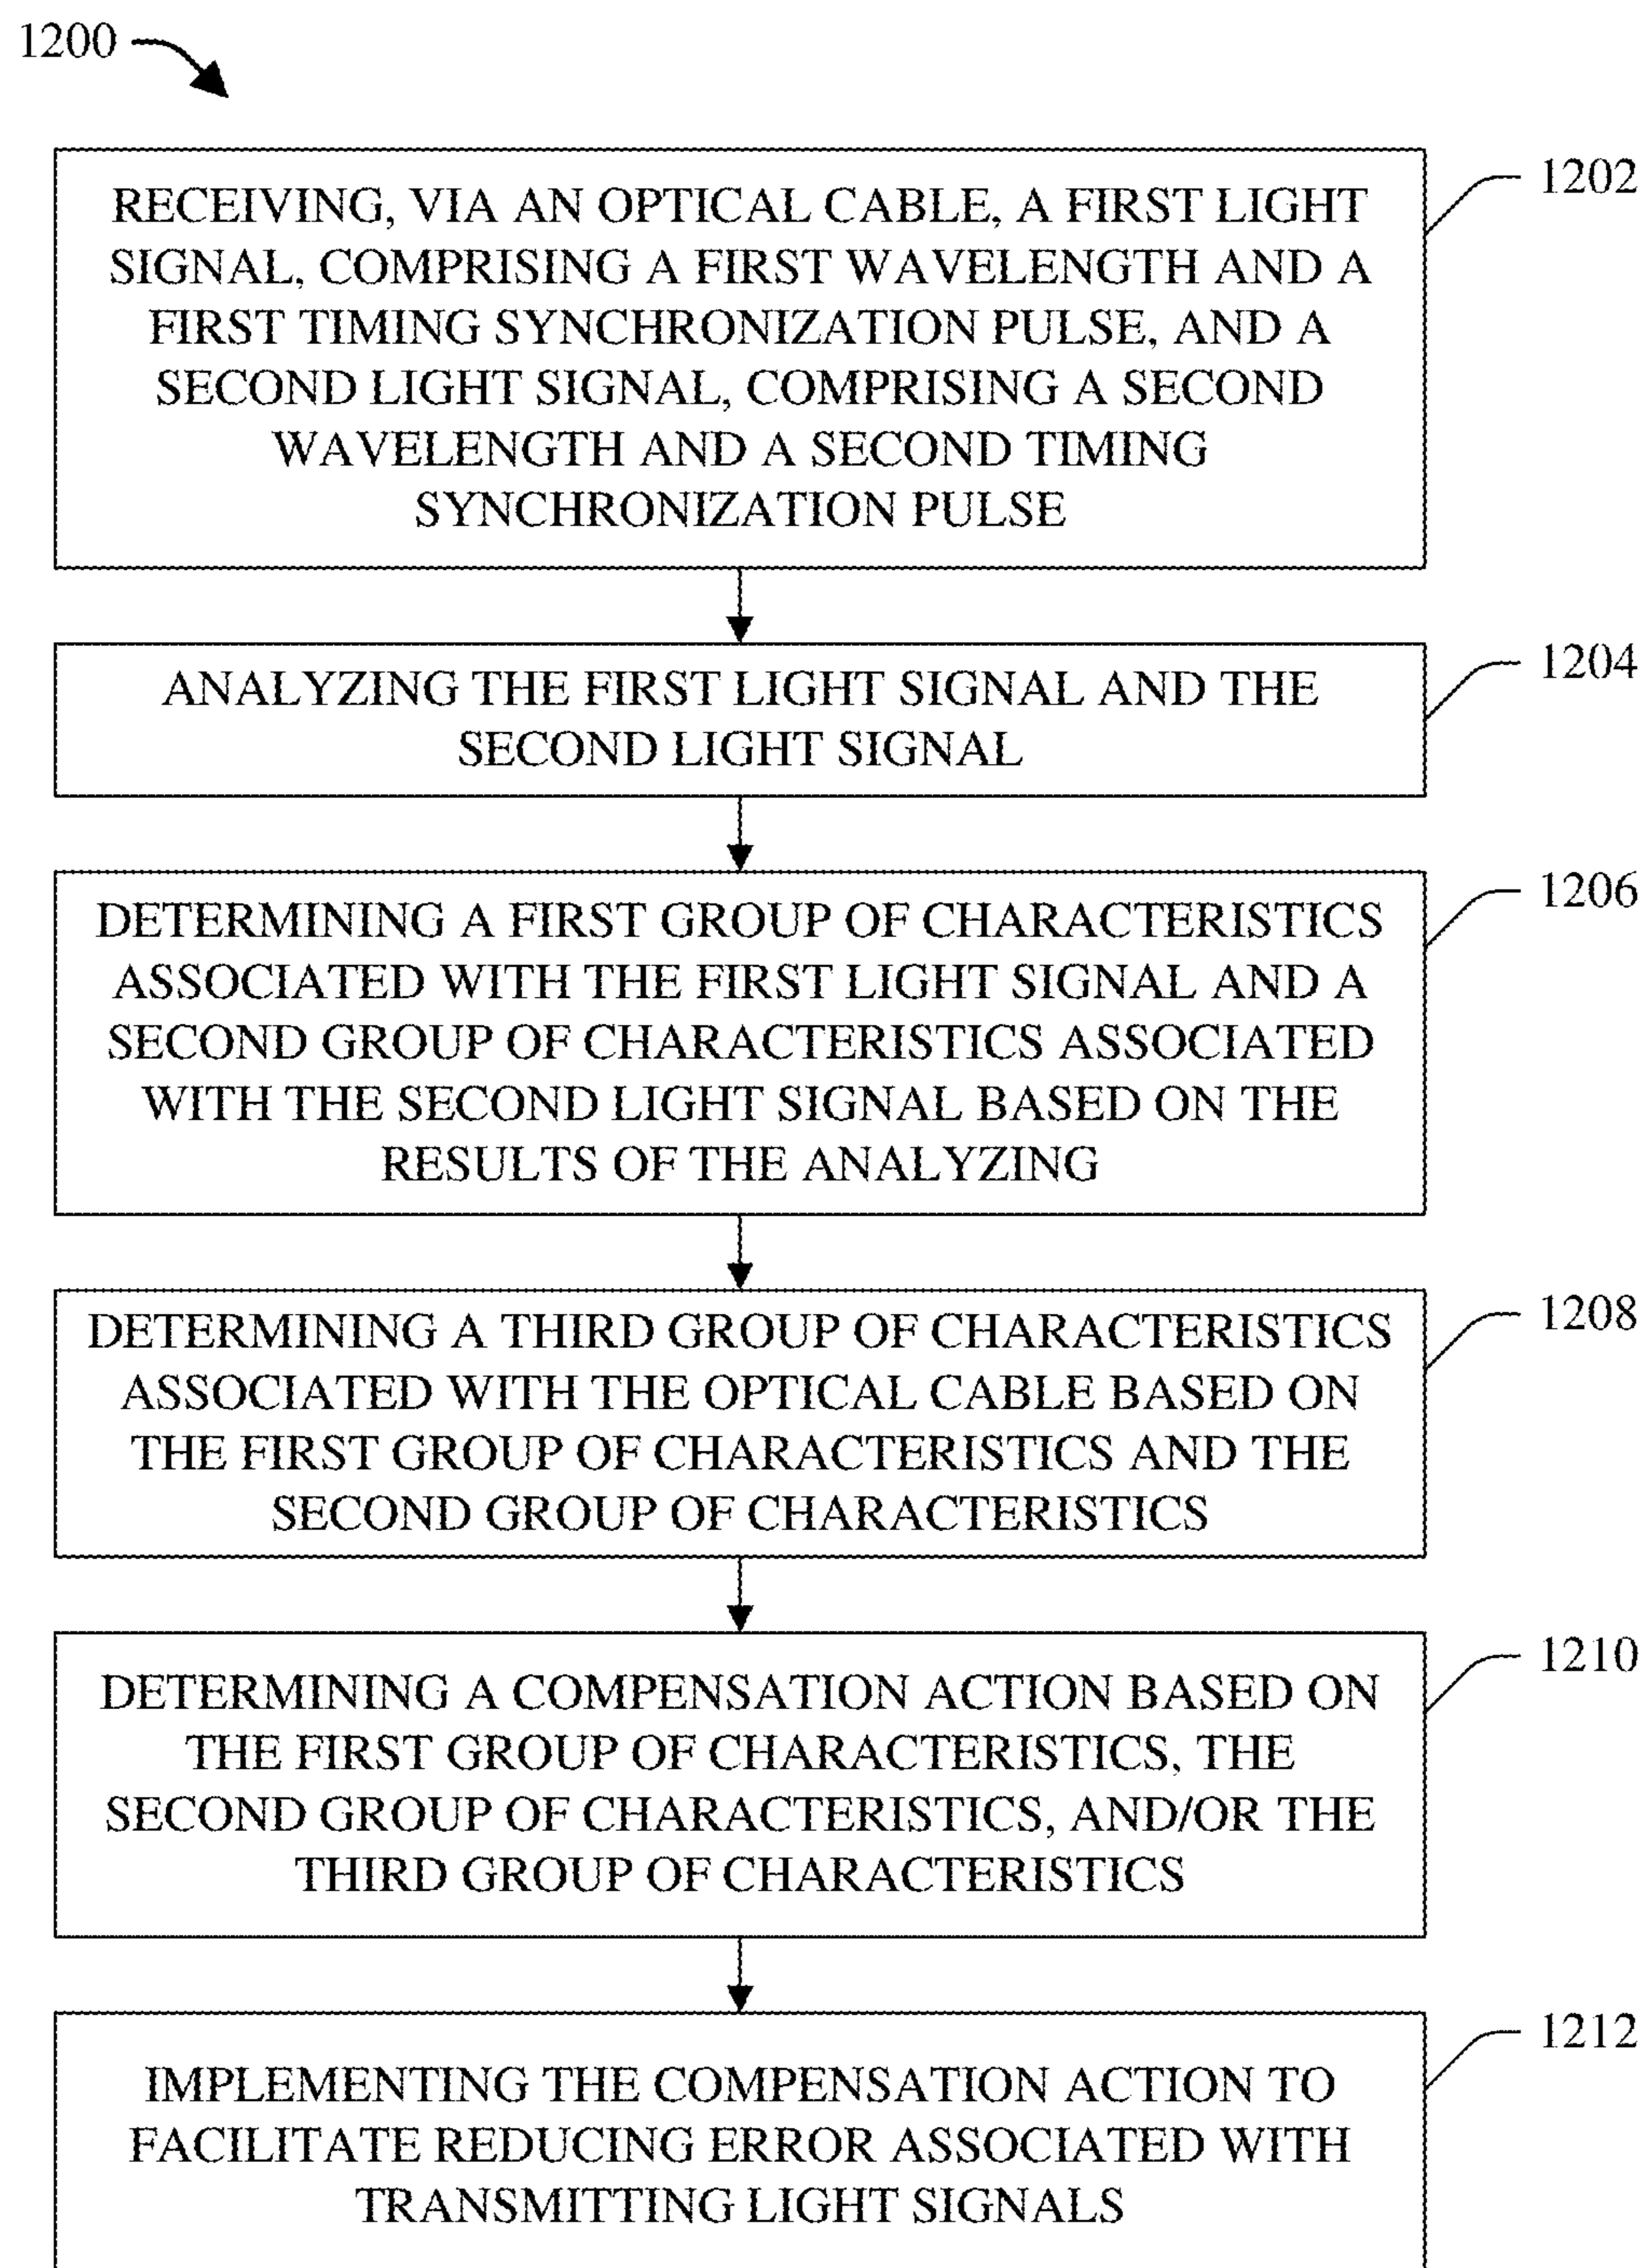 1200
RECEIVING, VIA AN OPTICAL CABLE, A FIRST LIGHT
SIGNAL, COMPRISING A FIRST WAVELENGTH AND A
FIRST TIMING SYNCHRONIZATION PULSE, AND A
SECOND LIGHT SIGNAL, COMPRISING A SECOND
WAVELENGTH AND A SECOND TIMING
SYNCHRONIZATION PULSE
1202
ANALYZING THE FIRST LIGHT SIGNAL AND THE
SECOND LIGHT SIGNAL
1204
DETERMINING A FIRST GROUP OF CHARACTERISTICS
ASSOCIATED WITH THE FIRST LIGHT SIGNAL AND A
SECOND GROUP OF CHARACTERISTICS ASSOCIATED
WITH THE SECOND LIGHT SIGNAL BASED ON THE
RESULTS OF THE ANALYZING
1206
DETERMINING A THIRD GROUP OF CHARACTERISTICS
ASSOCIATED WITH THE OPTICAL CABLE BASED ON
THE FIRST GROUP OF CHARACTERISTICS AND THE
SECOND GROUP OF CHARACTERISTICS
1208
DETERMINING A COMPENSATION ACTION BASED ON
THE FIRST GROUP OF CHARACTERISTICS, THE
SECOND GROUP OF CHARACTERISTICS, AND/OR THE
THIRD GROUP OF CHARACTERISTICS
1210
IMPLEMENTING THE COMPENSATION ACTION TO
FACILITATE REDUCING ERROR ASSOCIATED WITH
TRANSMITTING LIGHT SIGNALS
1212